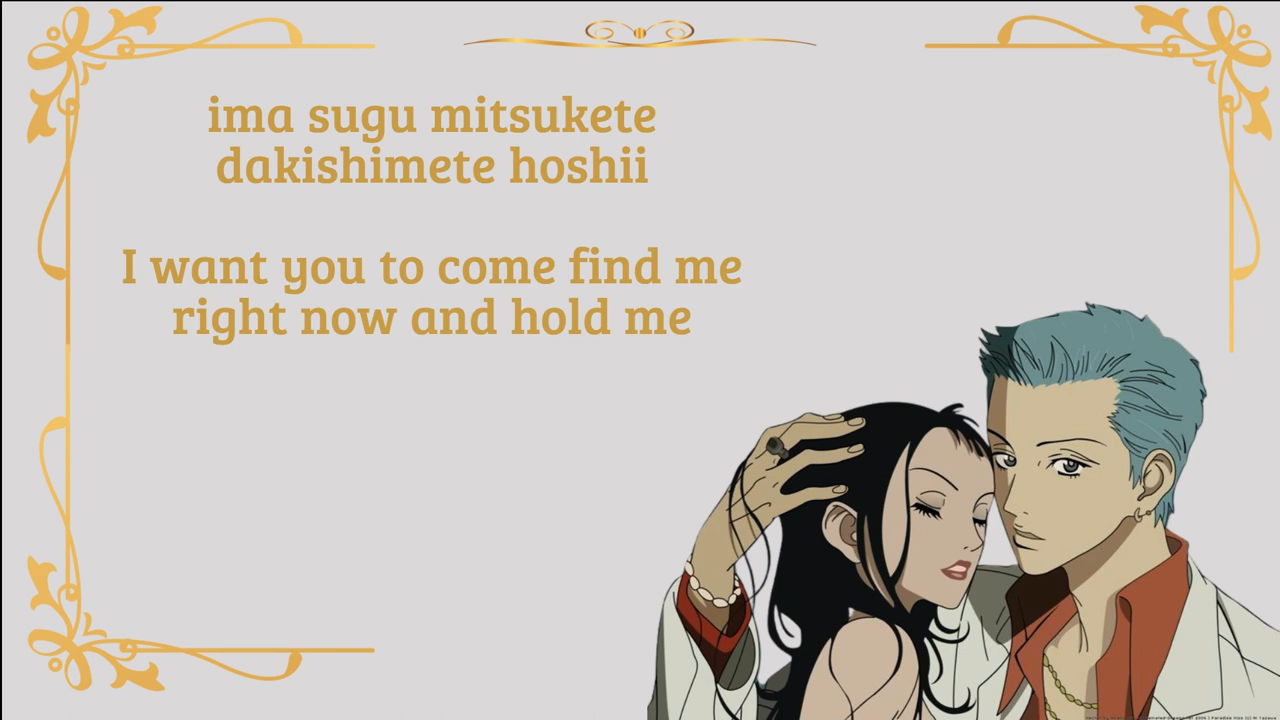 ima sugu mitsukete
dakishimete hoshii
I want you to come find me
right now and hold me